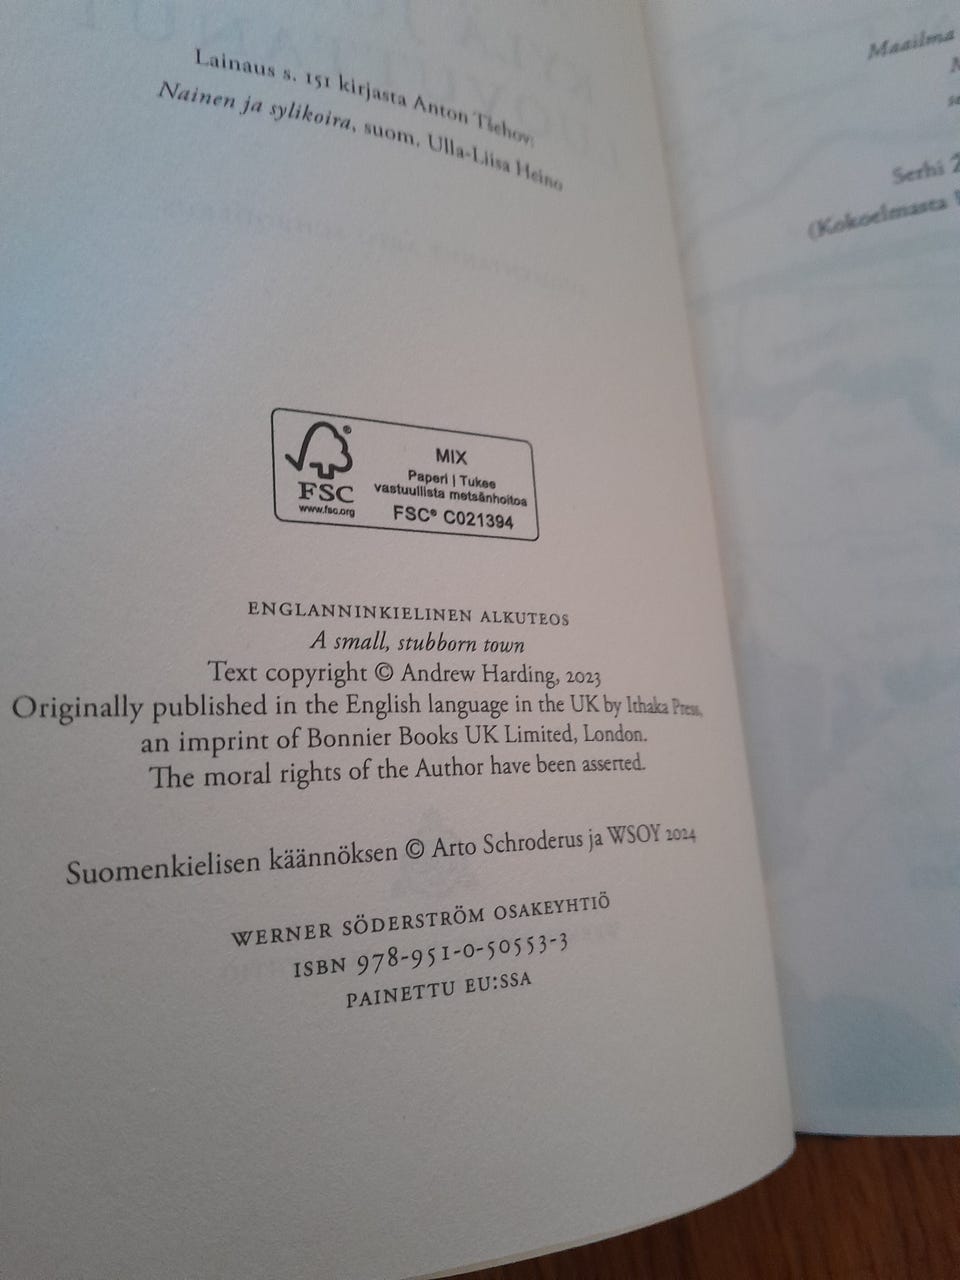 Lainaus s. 151 kirjasta Anton Tšehov:
Nainen ja sylikoira, suom. Ulla-Liisa Heino
FSC
www.fsc.org
MIX
Paperi | Tukee
vastuullista metsänhoitoa
FSC® C021394
ENGLANNINKIELINEN ALKUTEOS
A small, stubborn town
Text copyright © Andrew Harding, 2023
Originally published in the English language in the UK by Ithaka Press,
an imprint of Bonnier Books UK Limited, London.
The moral rights of the Author have been asserted.
Suomenkielisen käännöksen © Arto Schroderus ja WSOY 2024
WERNER SÖDERSTRÖM OSAKEYHTIÖ
ISBN 978-951-0-50553-3
PAINETTU EU:SSA
Maailma
Serhi
(Kokoelmasta